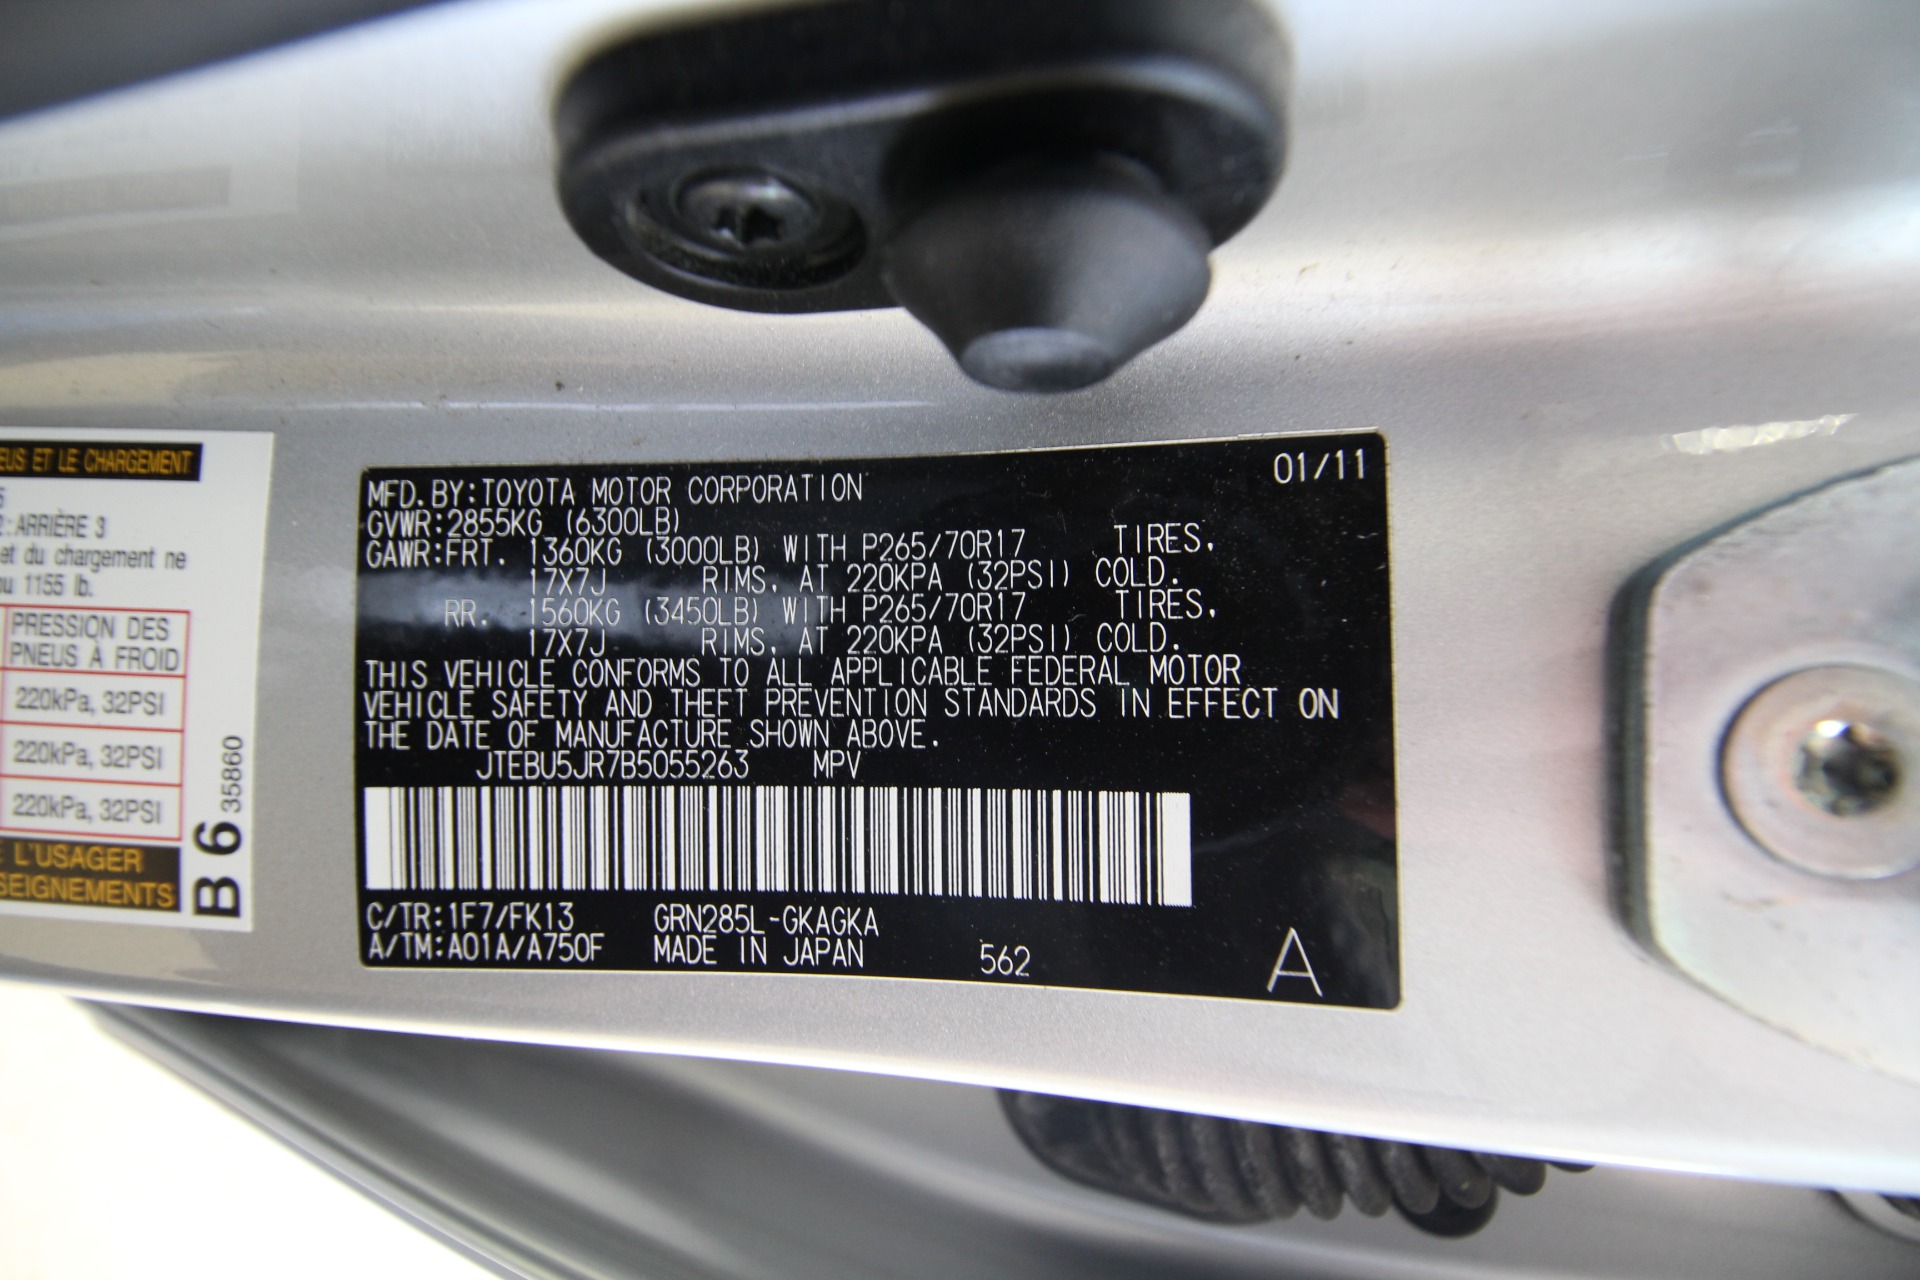 EUS ET LE CHARGEMENT
5
2: ARRIÈRE 3
et du chargement ne
ou 1155 lb.
PRESSION DES
PNEUS À FROID
220kPa, 32PSI
220kPa, 32PSI
220kPa, 32PSI
L'USAGER
SEIGNEMENTS
B 6 35860
01/11
MFD. BY: TOYOTA MOTOR CORPORATION
GVWR: 2855KG (6300LB)
GAWR: FRT. 1360KG (3000LB) WITH P265/70R17 TIRES,
17X7J RIMS, AT 220KPA (32PSI) COLD.
RR. 1560KG (3450LB) WITH P265/70R17 TIRES,
17X7J RIMS, AT 220KPA (32PSI) COLD.
THIS VEHICLE CONFORMS TO ALL APPLICABLE FEDERAL MOTOR
VEHICLE SAFETY AND THEFT PREVENTION STANDARDS IN EFFECT ON
THE DATE OF MANUFACTURE SHOWN ABOVE.
JTEBU5JR7B5055263 MPV
C/TR: 1F7/FK13 GRN285L-GKAGKA
A/TM: A01A/A750F MADE IN JAPAN 562 A